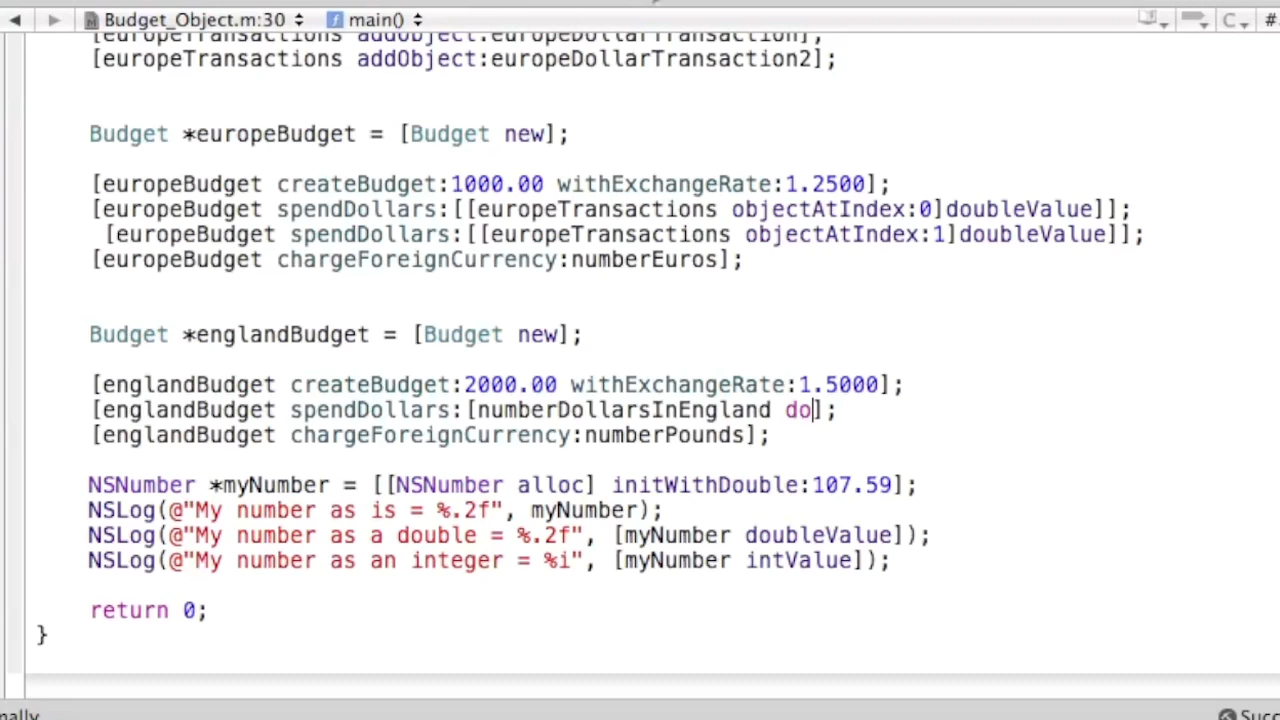 Budget_Object.m:30 main() C #
[europeTransactions addObject:europeDollarTransaction];
[europeTransactions addObject:europeDollarTransaction2];
Budget *europeBudget = [Budget new];
[europeBudget createBudget:1000.00 withExchangeRate:1.2500];
[europeBudget spendDollars:[[europeTransactions objectAtIndex:0]doubleValue]];
[europeBudget spendDollars:[[europeTransactions objectAtIndex:1]doubleValue]];
[europeBudget chargeForeignCurrency:numberEuros];
Budget *englandBudget = [Budget new];
[englandBudget createBudget:2000.00 withExchangeRate:1.5000];
[englandBudget spendDollars:[numberDollarsInEngland do];
[englandBudget chargeForeignCurrency:numberPounds];
NSNumber *myNumber = [[NSNumber alloc] initWithDouble:107.59];
NSLog(@"My number as is = %.2f", myNumber);
NSLog(@"My number as a double = %.2f", [myNumber doubleValue]);
NSLog(@"My number as an integer = %i", [myNumber intValue]);
return 0;
}